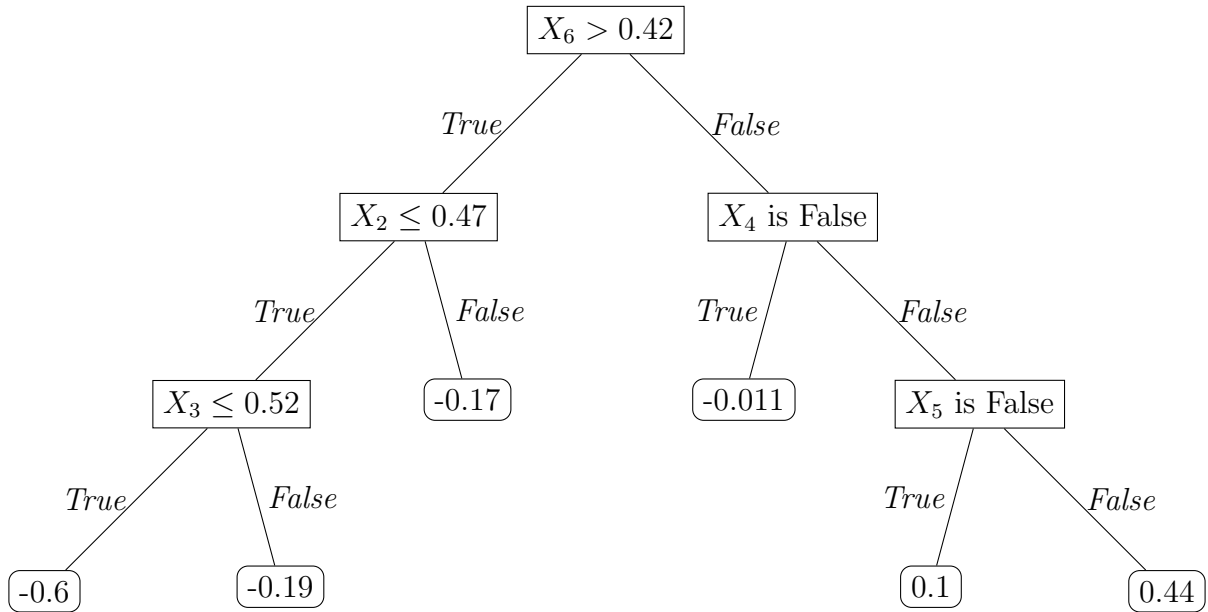 X₆ > 0.42
True
False
X₂ ≤ 0.47
X₄ is False
True
False
True
False
X₃ ≤ 0.52
-0.17
-0.011
X₅ is False
True
False
True
False
-0.6
-0.19
0.1
0.44